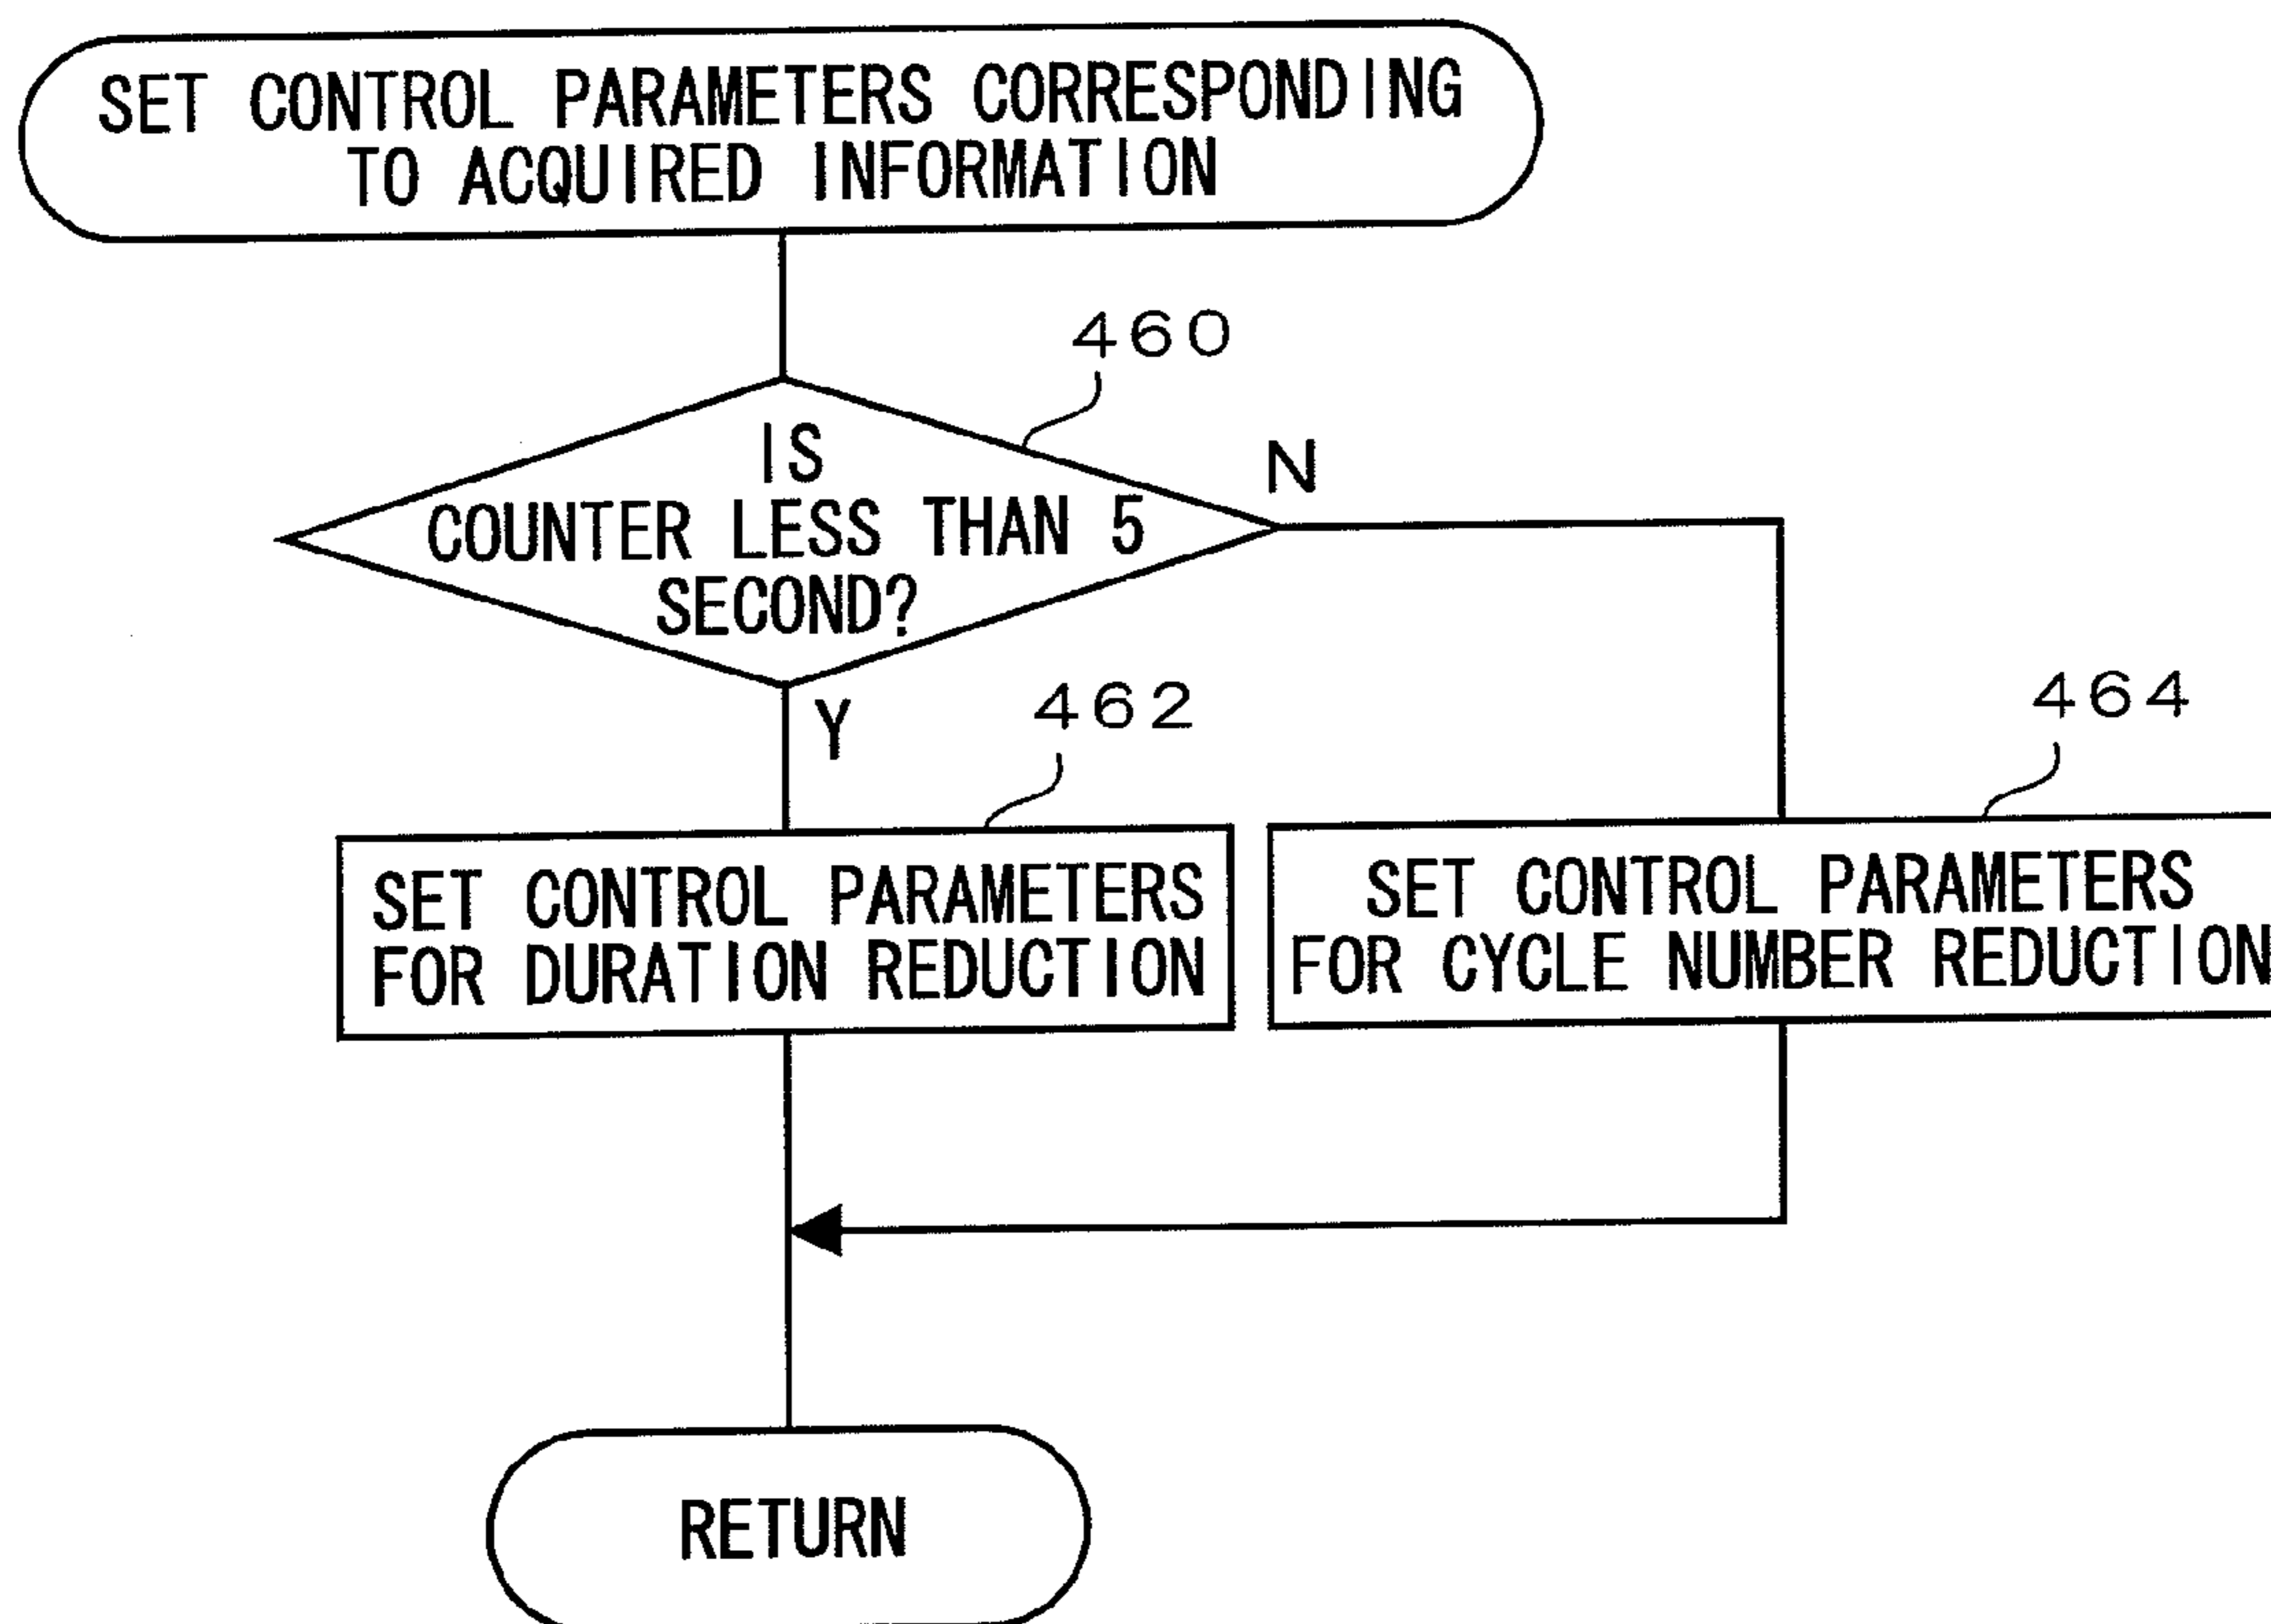 SET CONTROL PARAMETERS CORRESPONDING
TO ACQUIRED INFORMATION
460
IS
COUNTER LESS THAN 5
SECOND?
N
Y
462
464
SET CONTROL PARAMETERS
FOR DURATION REDUCTION
SET CONTROL PARAMETERS
FOR CYCLE NUMBER REDUCTION
RETURN